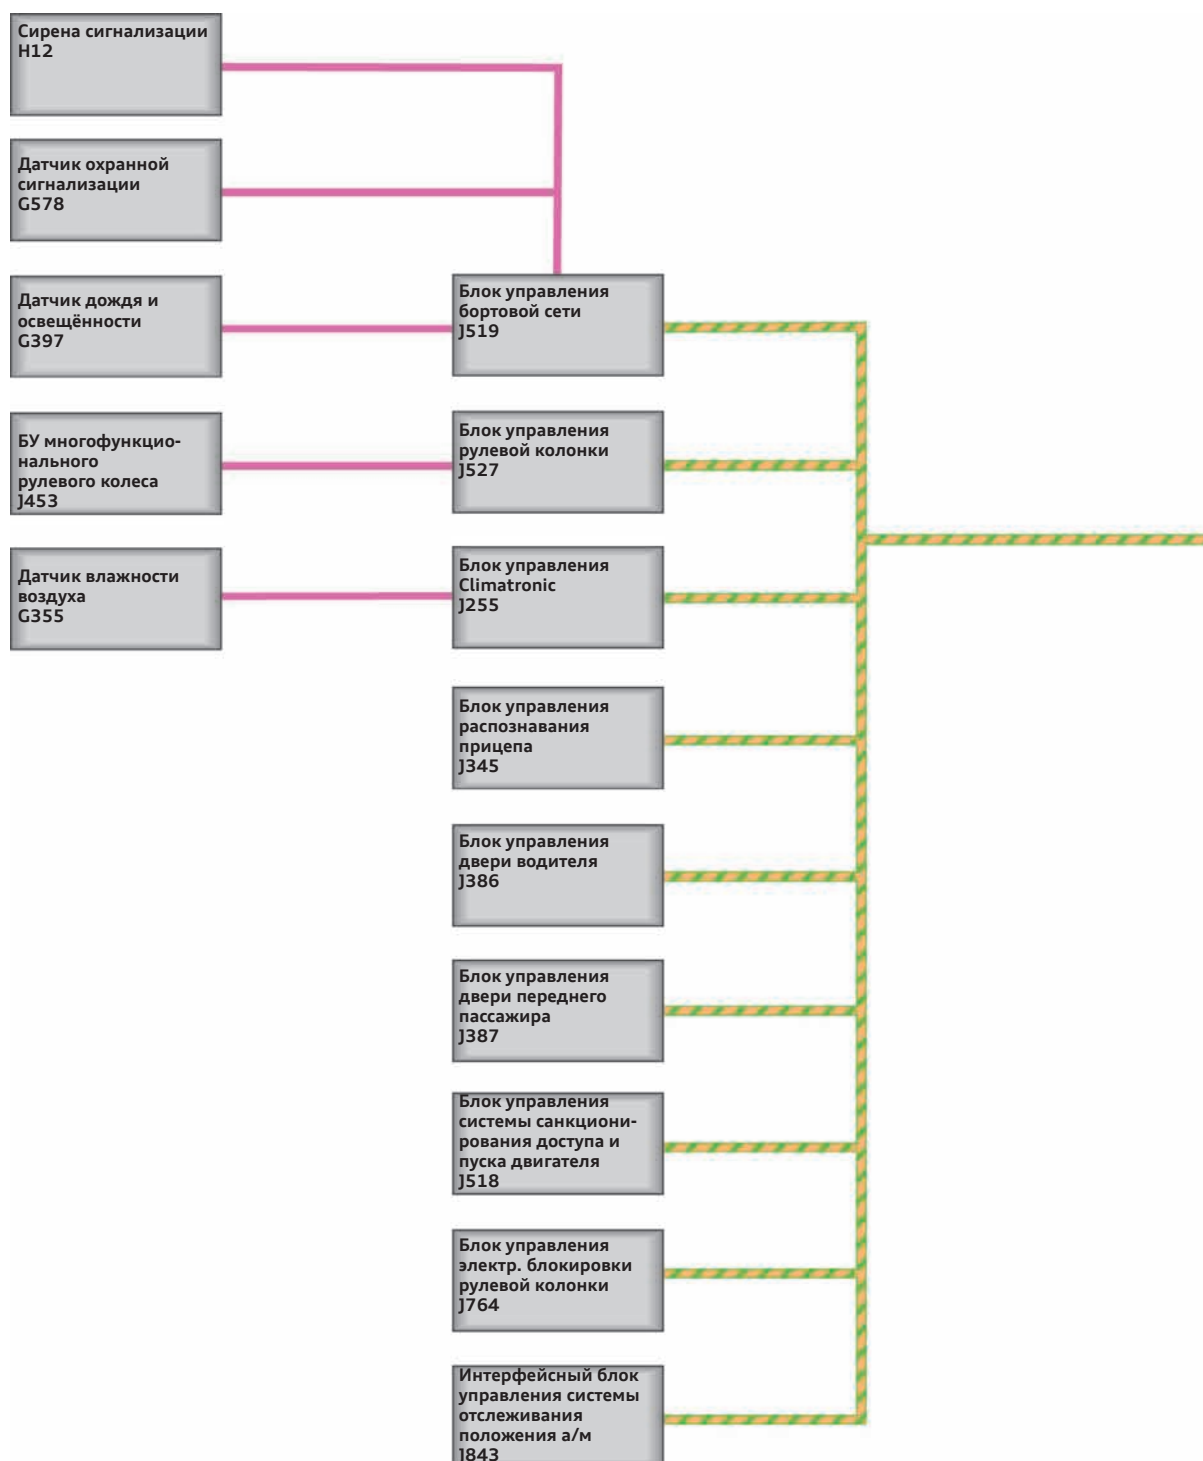 Сирена сигнализации
H12
Датчик охранной
сигнализации
G578
Датчик дождя и
освещённости
G397
БУ многофункцио-
нального
рулевого колеса
J453
Датчик влажности
воздуха
G355
Блок управления
бортовой сети
J519
Блок управления
рулевой колонки
J527
Блок управления
Climatronic
J255
Блок управления
распознавания
прицепа
J345
Блок управления
двери водителя
J386
Блок управления
двери переднего
пассажира
J387
Блок управления
системы санкциони-
рования доступа и
пуска двигателя
J518
Блок управления
электр. блокировки
рулевой колонки
J764
Интерфейсный блок
управления системы
отслеживания
положения а/м
J843